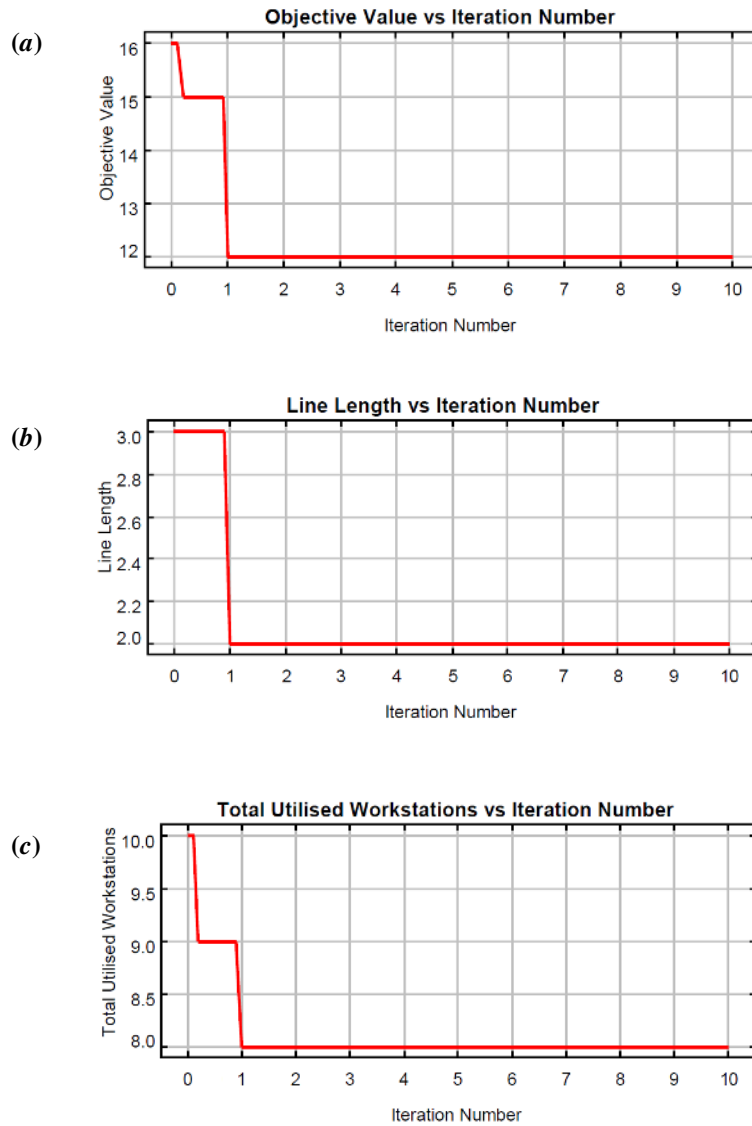 (a)
Objective Value vs Iteration Number
Objective Value
16
15
14
13
12
0 1 2 3 4 5 6 7 8 9 10
Iteration Number
(b)
Line Length vs Iteration Number
Line Length
3.0
2.8
2.6
2.4
2.2
2.0
0 1 2 3 4 5 6 7 8 9 10
Iteration Number
(c)
Total Utilised Workstations vs Iteration Number
Total Utilised Workstations
10.0
9.5
9.0
8.5
8.0
0 1 2 3 4 5 6 7 8 9 10
Iteration Number